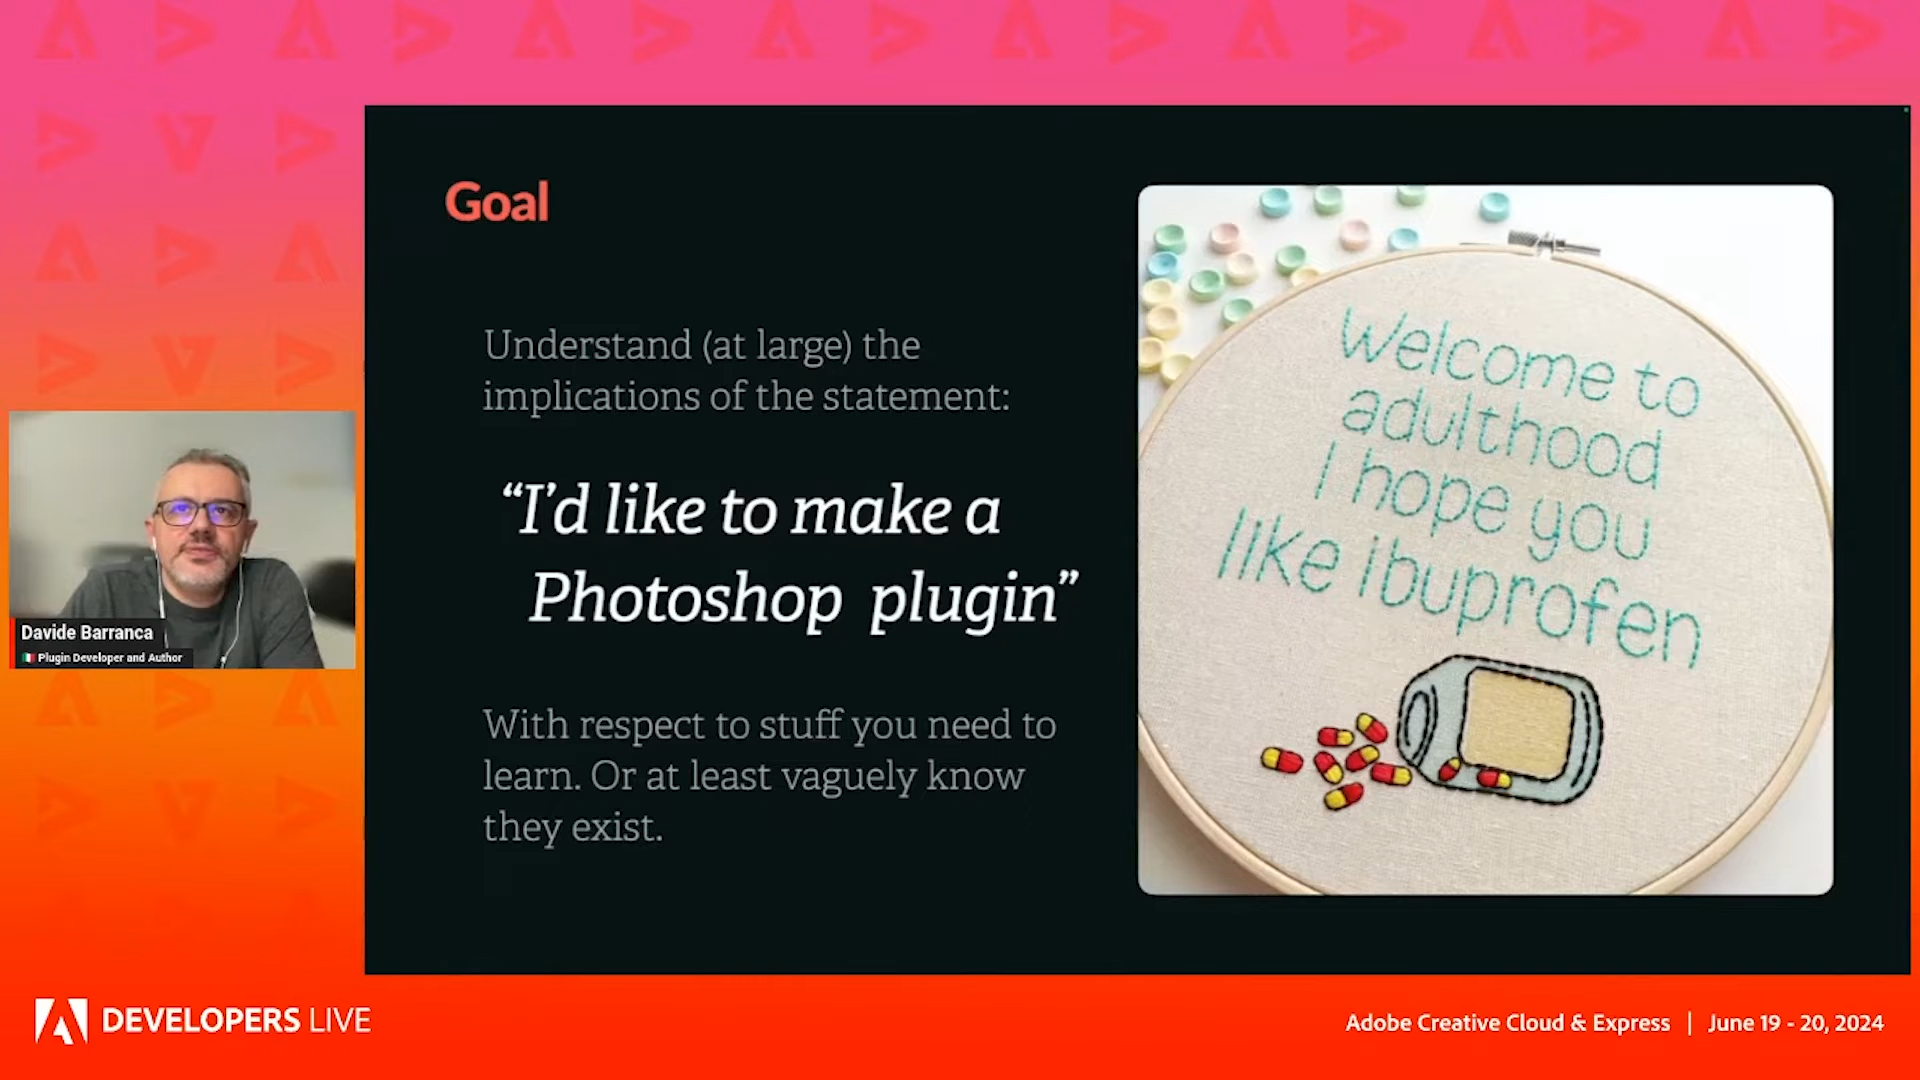 Goal
Understand (at large) the
implications of the statement:
“I’d like to make a
Photoshop plugin”
With respect to stuff you need to
learn. Or at least vaguely know
they exist.
Welcome to
adulthood
I hope you
like ibuprofen
Davide Barranca
Plugin Developer and Author
DEVELOPERS LIVE
Adobe Creative Cloud & Express | June 19 - 20, 2024